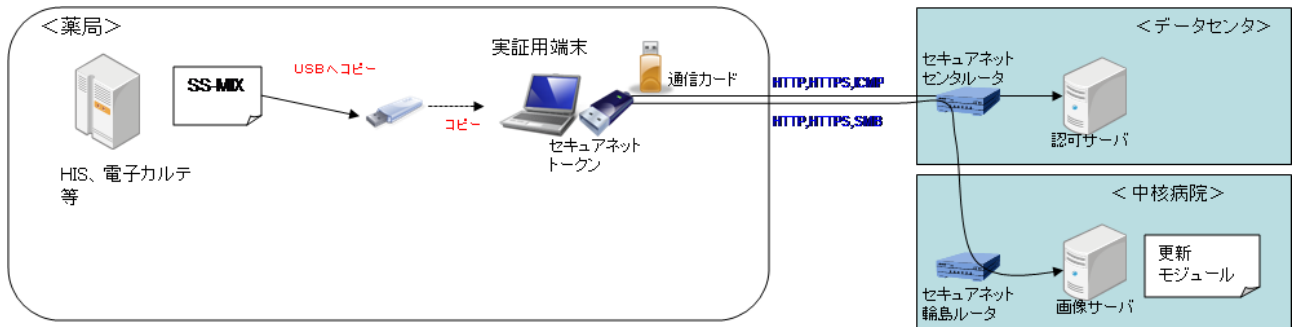 ＜薬局＞
HIS、電子カルテ
等
SS-MIX
USBへコピー
コピー
実証用端末
セキュアネット
トークン
通信カード
HTTP,HTTPS,ICMP
HTTP,HTTPS,SMB
＜データセンタ＞
セキュアネット
センタルータ
認可サーバ
＜中核病院＞
セキュアネット
輪島ルータ
画像サーバ
更新
モジュール